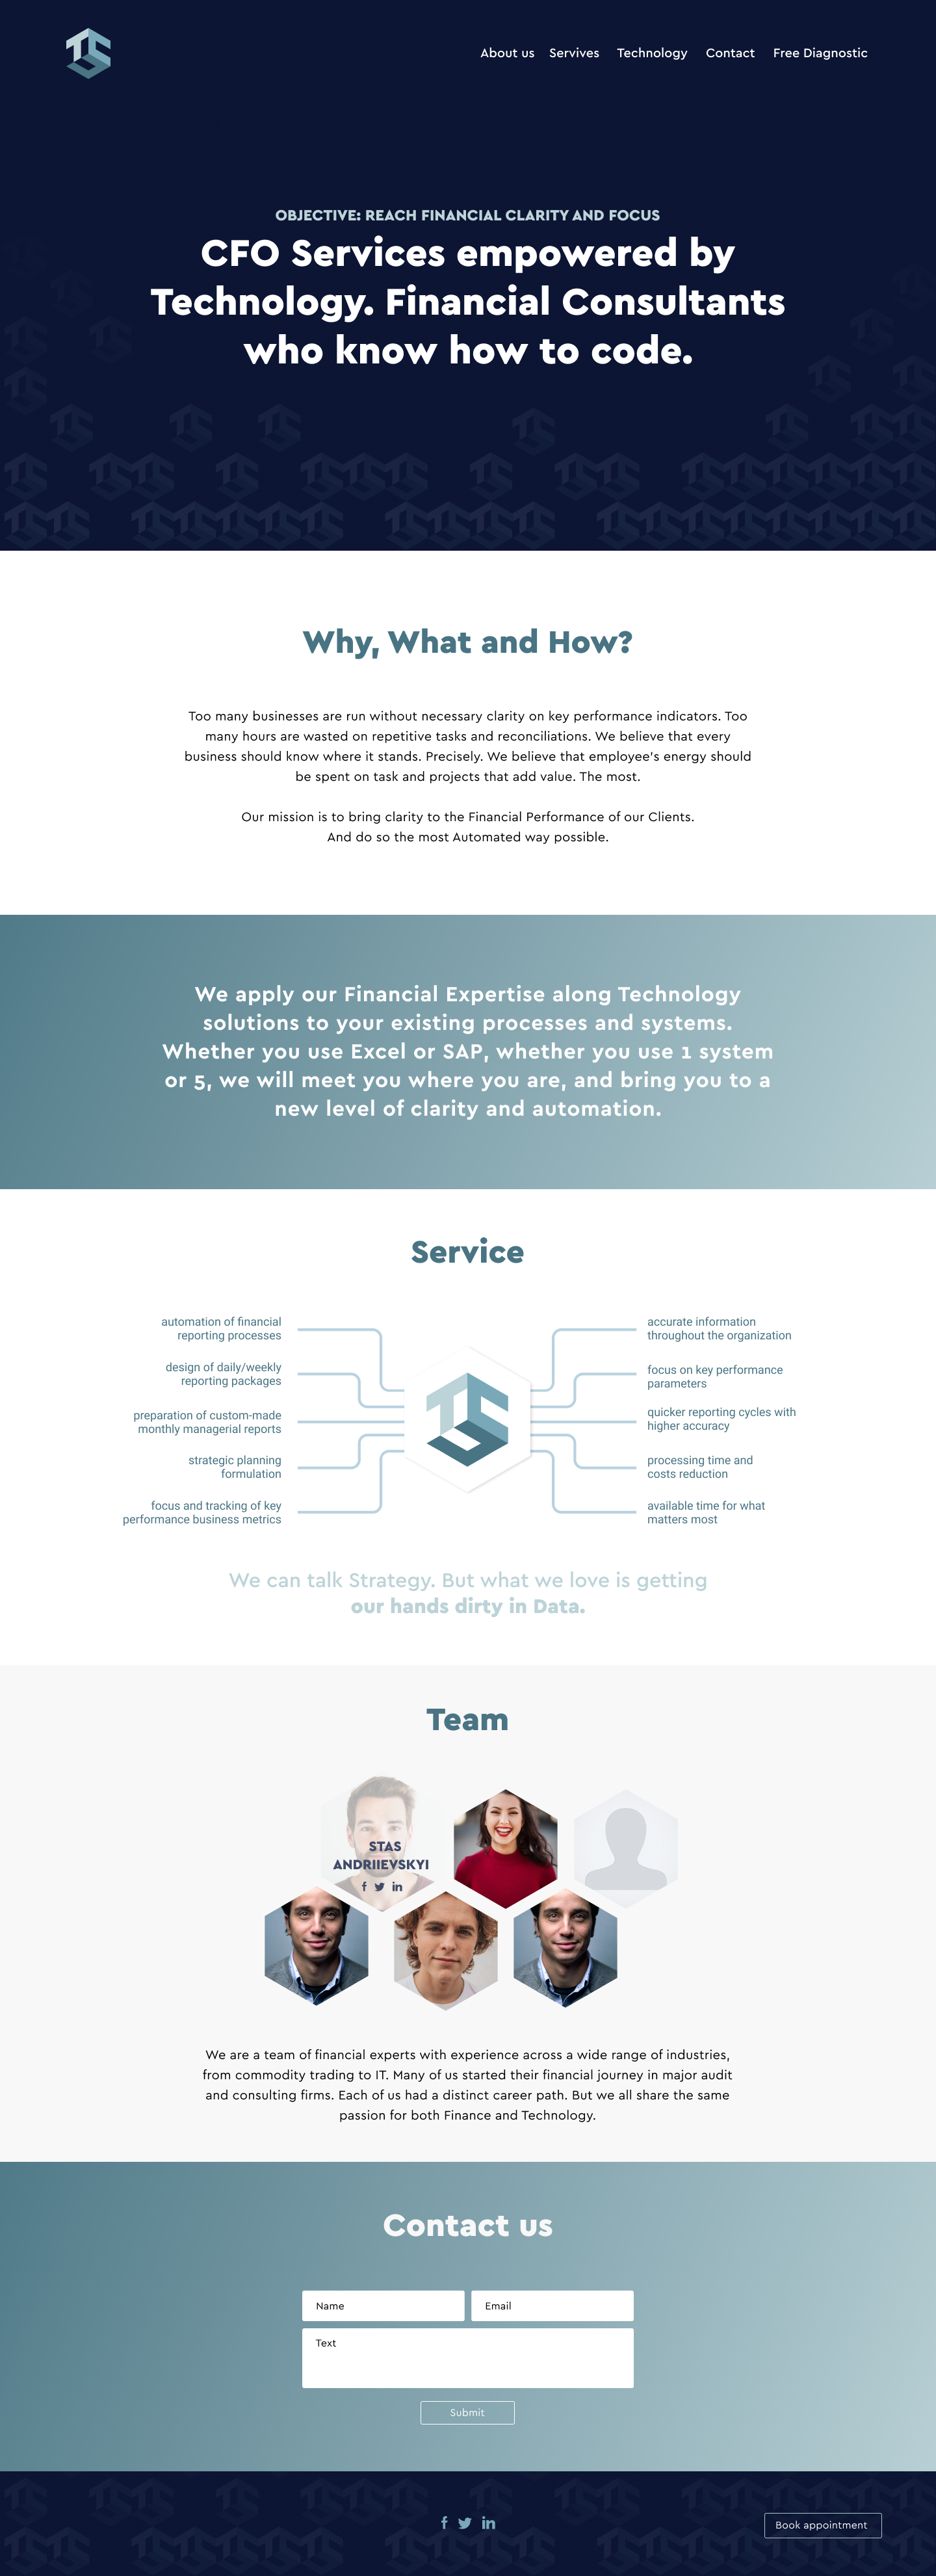 TS
About us Servives Technology Contact Free Diagnostic
OBJECTIVE: REACH FINANCIAL CLARITY AND FOCUS
CFO Services empowered by
Technology. Financial Consultants
who know how to code.
Why, What and How?
Too many businesses are run without necessary clarity on key performance indicators. Too
many hours are wasted on repetitive tasks and reconciliations. We believe that every
business should know where it stands. Precisely. We believe that employee's energy should
be spent on task and projects that add value. The most.
Our mission is to bring clarity to the Financial Performance of our Clients.
And do so the most Automated way possible.
We apply our Financial Expertise along Technology
solutions to your existing processes and systems.
Whether you use Excel or SAP, whether you use 1 system
or 5, we will meet you where you are, and bring you to a
new level of clarity and automation.
Service
automation of financial
reporting processes
design of daily/weekly
reporting packages
preparation of custom-made
monthly managerial reports
strategic planning
formulation
focus and tracking of key
performance business metrics
TS
accurate information
throughout the organization
focus on key performance
parameters
quicker reporting cycles with
higher accuracy
processing time and
costs reduction
available time for what
matters most
We can talk Strategy. But what we love is getting
our hands dirty in Data.
Team
STAS
ANDRIIEVSKYI
f in
We are a team of financial experts with experience across a wide range of industries,
from commodity trading to IT. Many of us started their financial journey in major audit
and consulting firms. Each of us had a distinct career path. But we all share the same
passion for both Finance and Technology.
Contact us
Name Email
Text
Submit
f in
Book appointment